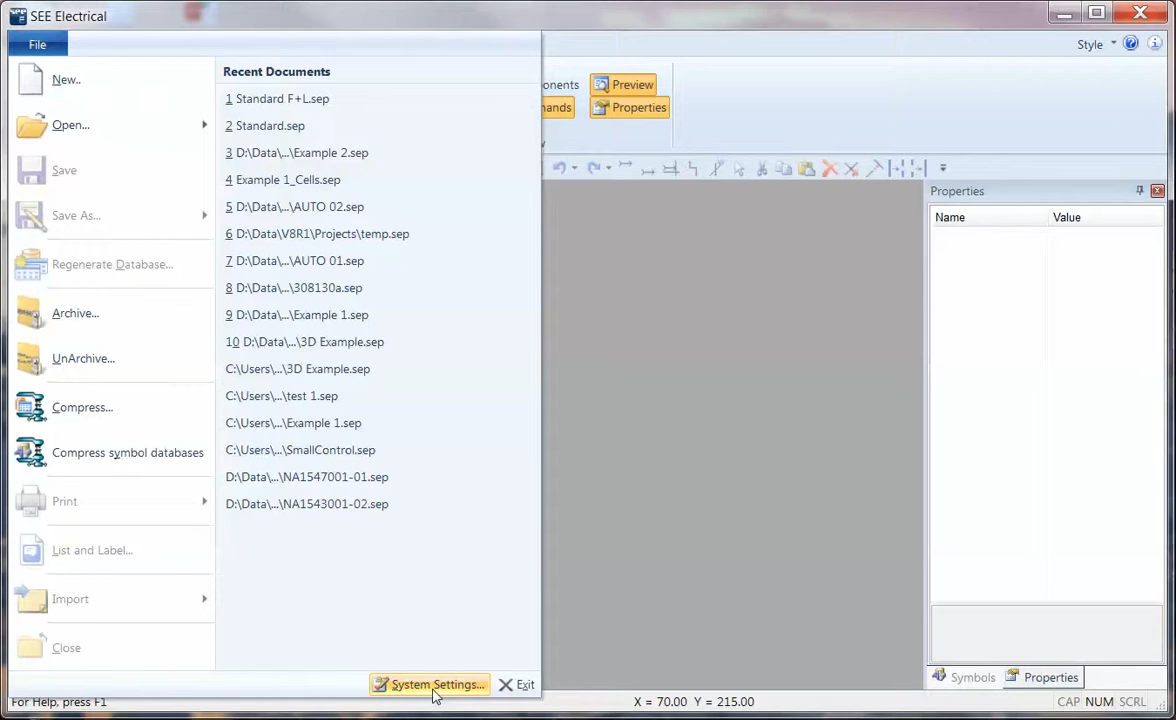 SEE Electrical
File
Style
New..
Open...
Save
Save As...
Regenerate Database...
Archive...
UnArchive...
Compress...
Compress symbol databases
Print
List and Label...
Import
Close
Recent Documents
1 Standard F+L.sep
2 Standard.sep
3 D:\Data\...\Example 2.sep
4 Example 1_Cells.sep
5 D:\Data\...\AUTO 02.sep
6 D:\Data\V8R1\Projects\temp.sep
7 D:\Data\...\AUTO 01.sep
8 D:\Data\...\308130a.sep
9 D:\Data\...\Example 1.sep
10 D:\Data\...\3D Example.sep
C:\Users\...\3D Example.sep
C:\Users\...\test 1.sep
C:\Users\...\Example 1.sep
C:\Users\...\SmallControl.sep
D:\Data\...\NA1547001-01.sep
D:\Data\...\NA1543001-02.sep
System Settings... Exit
onents Preview
nands Properties
Properties
Name Value
Symbols Properties
For Help, press F1 X = 70.00 Y = 215.00 CAP NUM SCRL